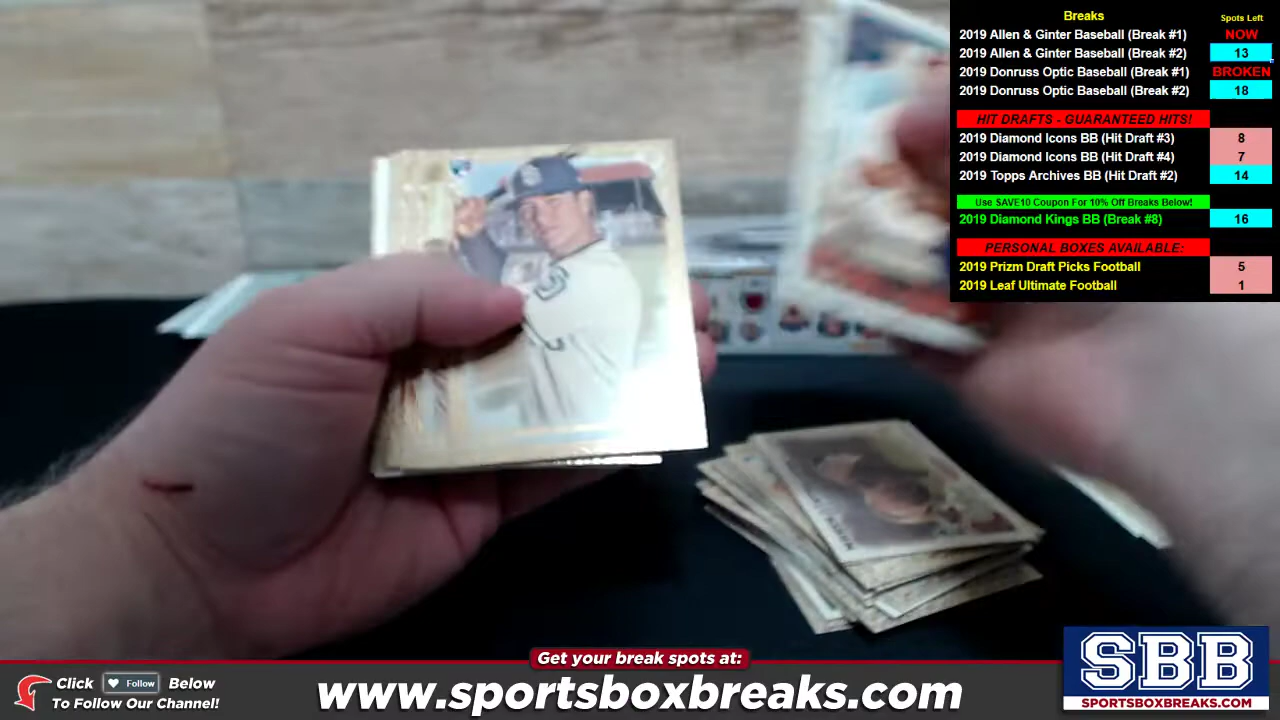 Breaks Spots Left
2019 Allen & Ginter Baseball (Break #1) NOW
2019 Allen & Ginter Baseball (Break #2) 13
2019 Donruss Optic Baseball (Break #1) BROKEN
2019 Donruss Optic Baseball (Break #2) 18
HIT DRAFTS - GUARANTEED HITS!
2019 Diamond Icons BB (Hit Draft #3) 8
2019 Diamond Icons BB (Hit Draft #4) 7
2019 Topps Archives BB (Hit Draft #2) 14
Use SAVE10 Coupon For 10% Off Breaks Below!
2019 Diamond Kings BB (Break #8) 16
PERSONAL BOXES AVAILABLE:
2019 Prizm Draft Picks Football 5
2019 Leaf Ultimate Football 1
Get your break spots at:
Click Follow Below
To Follow Our Channel!
www.sportsboxbreaks.com
SBB
SPORTSBOXBREAKS.COM